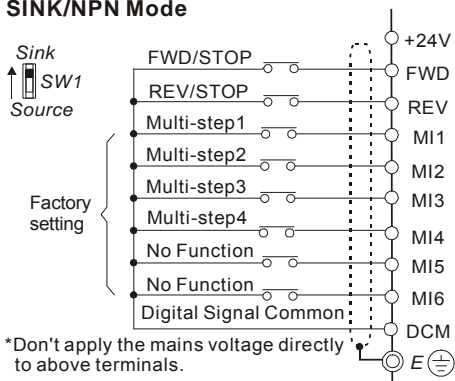 SINK/NPN Mode
Sink
SW1
Source
+24V
FWD/STOP FWD
REV/STOP REV
Multi-step1 MI1
Multi-step2 MI2
Multi-step3 MI3
Factory
setting
Multi-step4 MI4
No Function MI5
No Function MI6
Digital Signal Common DCM
*Don't apply the mains voltage directly
to above terminals.
E